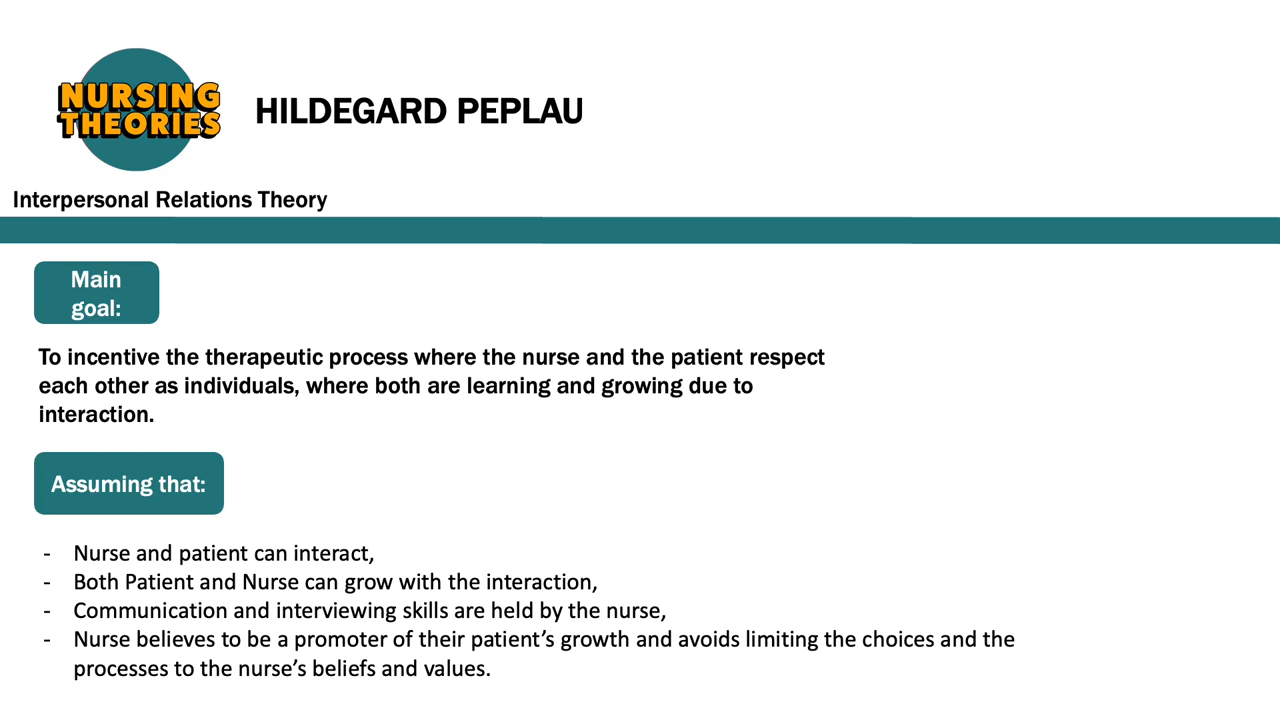 NURSING
THEORIES
HILDEGARD PEPLAU
Interpersonal Relations Theory
Main
goal:
To incentive the therapeutic process where the nurse and the patient respect
each other as individuals, where both are learning and growing due to
interaction.
Assuming that:
- Nurse and patient can interact,
- Both Patient and Nurse can grow with the interaction,
- Communication and interviewing skills are held by the nurse,
- Nurse believes to be a promoter of their patient’s growth and avoids limiting the choices and the
processes to the nurse’s beliefs and values.